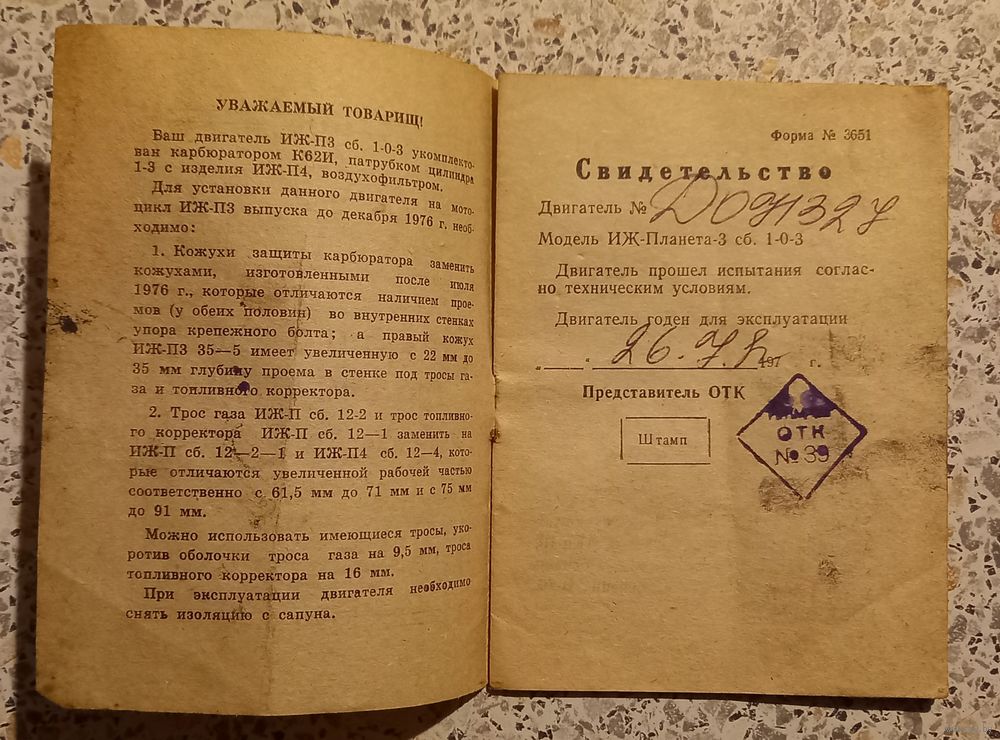 УВАЖАЕМЫЙ ТОВАРИЩ!
Ваш двигатель ИЖ-ПЗ сб. 1-0-3 укомплекто-
ван карбюратором К62И, патрубком цилиндра
1-3 с изделия ИЖ-П4, воздухофильтром.
Для установки данного двигателя на мото-
цикл ИЖ-ПЗ выпуска до декабря 1976 г. необ-
ходимо:
1. Кожухи защиты карбюратора заменить
кожухами, изготовленными после июля
1976 г., которые отличаются наличием прое-
мов (у обеих половин) во внутренних стенках
упора крепежного болта; а правый кожух
ИЖ-ПЗ 35—5 имеет увеличенную с 22 мм до
35 мм глубину проема в стенке под тросы га-
за и топливного корректора.
2. Трос газа ИЖ-П сб. 12-2 и трос топливно-
го корректора ИЖ-П сб. 12—1 заменить на
ИЖ-П сб. 12—2—1 и ИЖ-П4 сб. 12—4, кото-
рые отличаются увеличенной рабочей частью
соответственно с 61,5 мм до 71 мм и с 75 мм
до 91 мм.
Можно использовать имеющиеся тросы, уко-
ротив оболочки троса газа на 9,5 мм, троса
топливного корректора на 16 мм.
При эксплуатации двигателя необходимо
снять изоляцию с сапуна.
Форма № 3651
Свидетельство
Двигатель №
Модель ИЖ-Планета-3 сб. 1-0-3
Двигатель прошел испытания соглас-
но техническим условиям.
Двигатель годен для эксплуатации
26. 197 г.
Представитель ОТК
Штамп
ОТК
№ 39